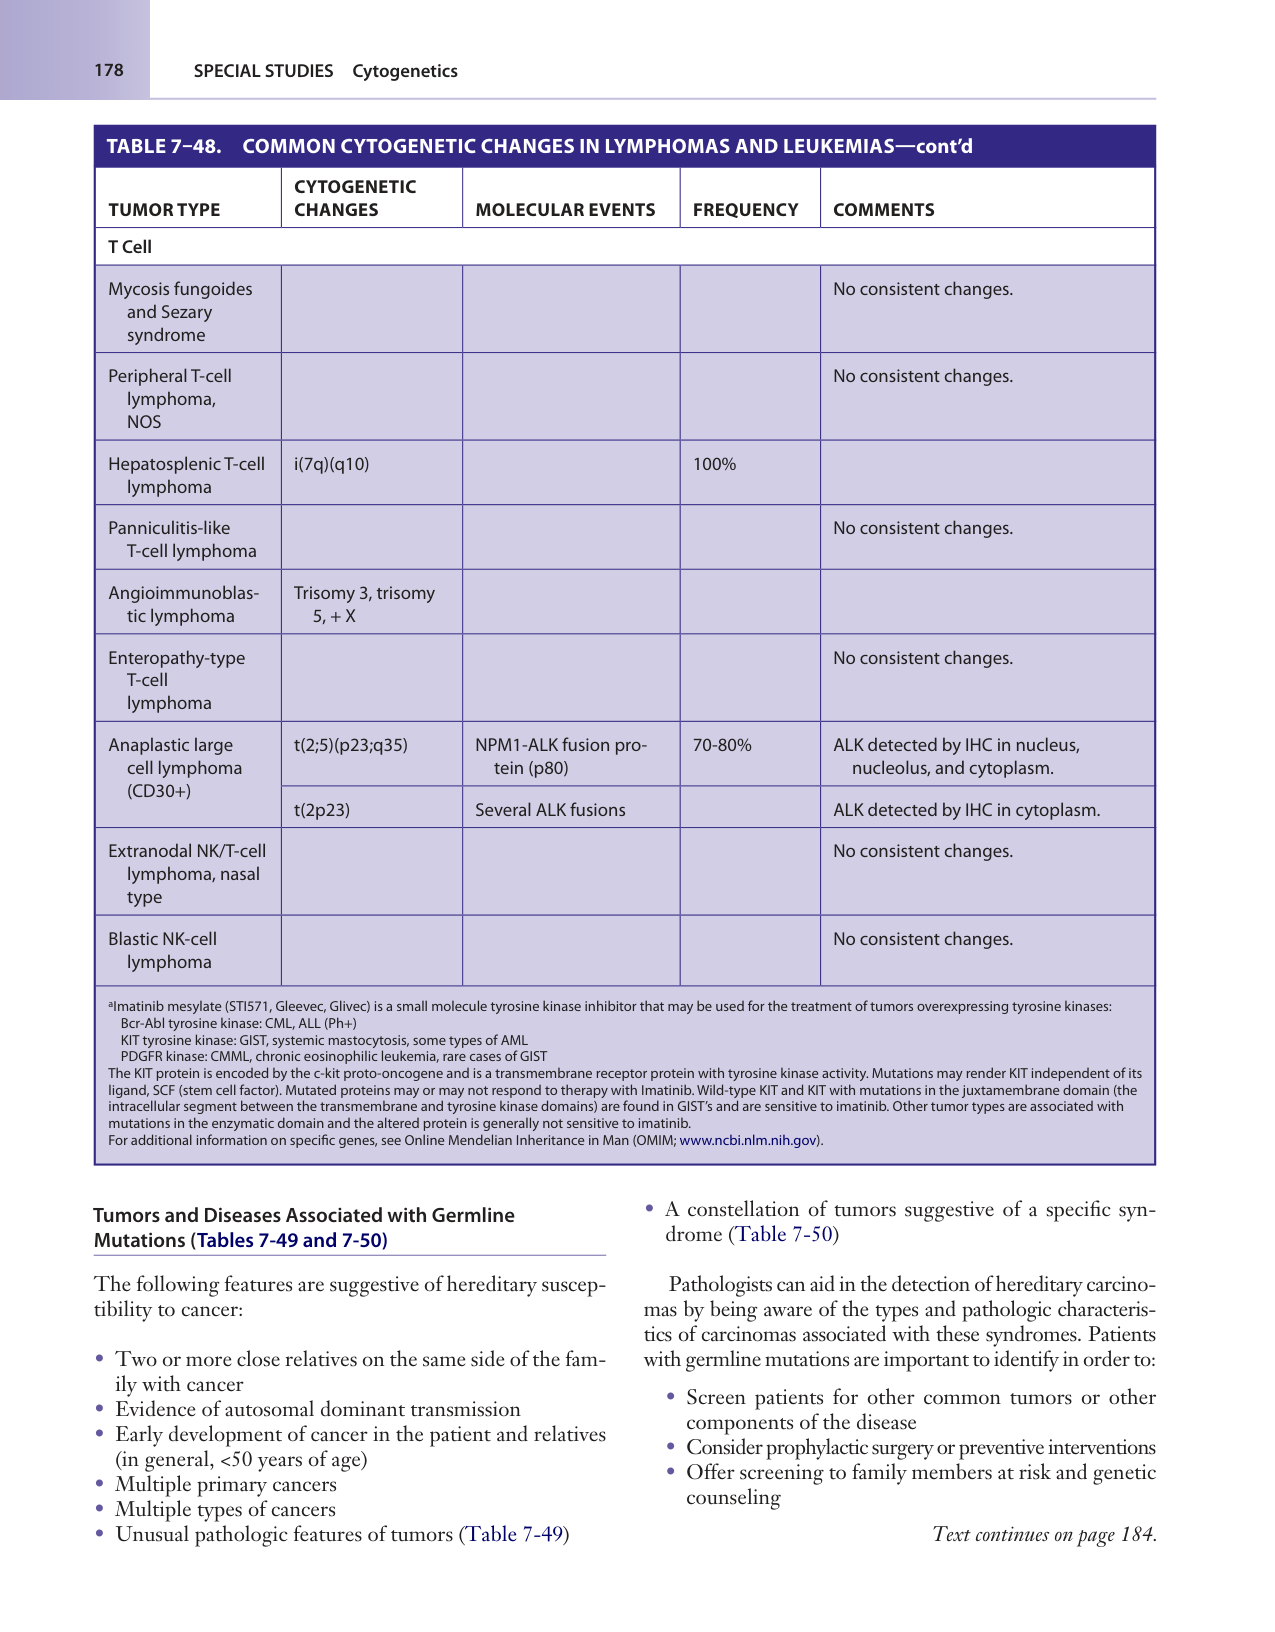 178
SPECIAL STUDIES Cytogenetics
TABLE 7–48. COMMON CYTOGENETIC CHANGES IN LYMPHOMAS AND LEUKEMIAS—cont'd
TUMOR TYPE
CYTOGENETIC
CHANGES
MOLECULAR EVENTS
FREQUENCY
COMMENTS
T Cell
Mycosis fungoides
and Sezary
syndrome
No consistent changes.
Peripheral T-cell
lymphoma,
NOS
No consistent changes.
Hepatosplenic T-cell
lymphoma
i(7q)(q10)
100%
Panniculitis-like
T-cell lymphoma
No consistent changes.
Angioimmunoblas-
tic lymphoma
Trisomy 3, trisomy
5, + X
Enteropathy-type
T-cell
lymphoma
No consistent changes.
Anaplastic large
cell lymphoma
(CD30+)
t(2;5)(p23;q35)
NPM1-ALK fusion pro-
tein (p80)
70-80%
ALK detected by IHC in nucleus,
nucleolus, and cytoplasm.
t(2p23)
Several ALK fusions
ALK detected by IHC in cytoplasm.
Extranodal NK/T-cell
lymphoma, nasal
type
No consistent changes.
Blastic NK-cell
lymphoma
No consistent changes.
ᵃImatinib mesylate (STI571, Gleevec, Glivec) is a small molecule tyrosine kinase inhibitor that may be used for the treatment of tumors overexpressing tyrosine kinases:
Bcr-Abl tyrosine kinase: CML, ALL (Ph+)
KIT tyrosine kinase: GIST, systemic mastocytosis, some types of AML
PDGFR kinase: CMML, chronic eosinophilic leukemia, rare cases of GIST
The KIT protein is encoded by the c-kit proto-oncogene and is a transmembrane receptor protein with tyrosine kinase activity. Mutations may render KIT independent of its
ligand, SCF (stem cell factor). Mutated proteins may or may not respond to therapy with Imatinib. Wild-type KIT and KIT with mutations in the juxtamembrane domain (the
intracellular segment between the transmembrane and tyrosine kinase domains) are found in GIST's and are sensitive to imatinib. Other tumor types are associated with
mutations in the enzymatic domain and the altered protein is generally not sensitive to imatinib.
For additional information on specific genes, see Online Mendelian Inheritance in Man (OMIM; www.ncbi.nlm.nih.gov).
Tumors and Diseases Associated with Germline
Mutations (Tables 7-49 and 7-50)
The following features are suggestive of hereditary suscep-
tibility to cancer:
• Two or more close relatives on the same side of the fam-
ily with cancer
• Evidence of autosomal dominant transmission
• Early development of cancer in the patient and relatives
(in general, <50 years of age)
• Multiple primary cancers
• Multiple types of cancers
• Unusual pathologic features of tumors (Table 7-49)
• A constellation of tumors suggestive of a specific syn-
drome (Table 7-50)
Pathologists can aid in the detection of hereditary carcino-
mas by being aware of the types and pathologic characteris-
tics of carcinomas associated with these syndromes. Patients
with germline mutations are important to identify in order to:
• Screen patients for other common tumors or other
components of the disease
• Consider prophylactic surgery or preventive interventions
• Offer screening to family members at risk and genetic
counseling
Text continues on page 184.